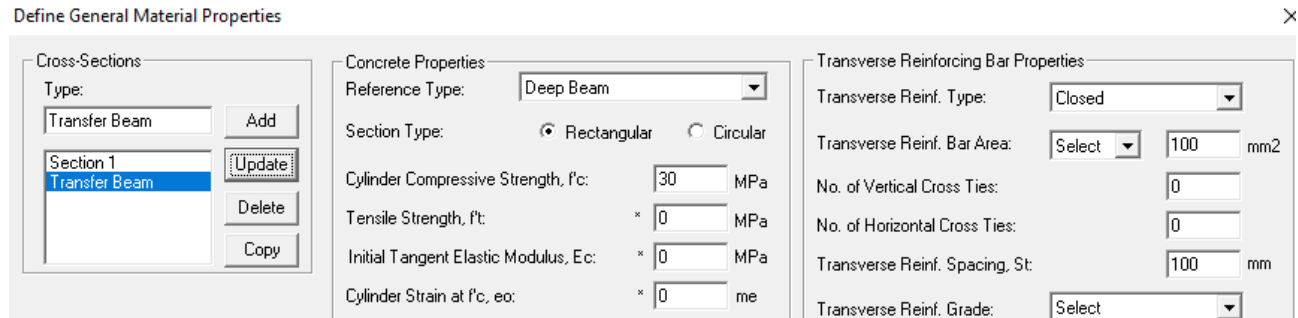 Define General Material Properties
Cross-Sections
Type:
Transfer Beam
Add
Section 1
Transfer Beam
Update
Delete
Copy
Concrete Properties
Reference Type: Deep Beam
Section Type: Rectangular Circular
Cylinder Compressive Strength, f'c: 30 MPa
Tensile Strength, f't: * 0 MPa
Initial Tangent Elastic Modulus, Ec: * 0 MPa
Cylinder Strain at f'c, eo: * 0 me
Transverse Reinforcing Bar Properties
Transverse Reinf. Type: Closed
Transverse Reinf. Bar Area: Select 100 mm2
No. of Vertical Cross Ties: 0
No. of Horizontal Cross Ties: 0
Transverse Reinf. Spacing, St: 100 mm
Transverse Reinf. Grade: Select